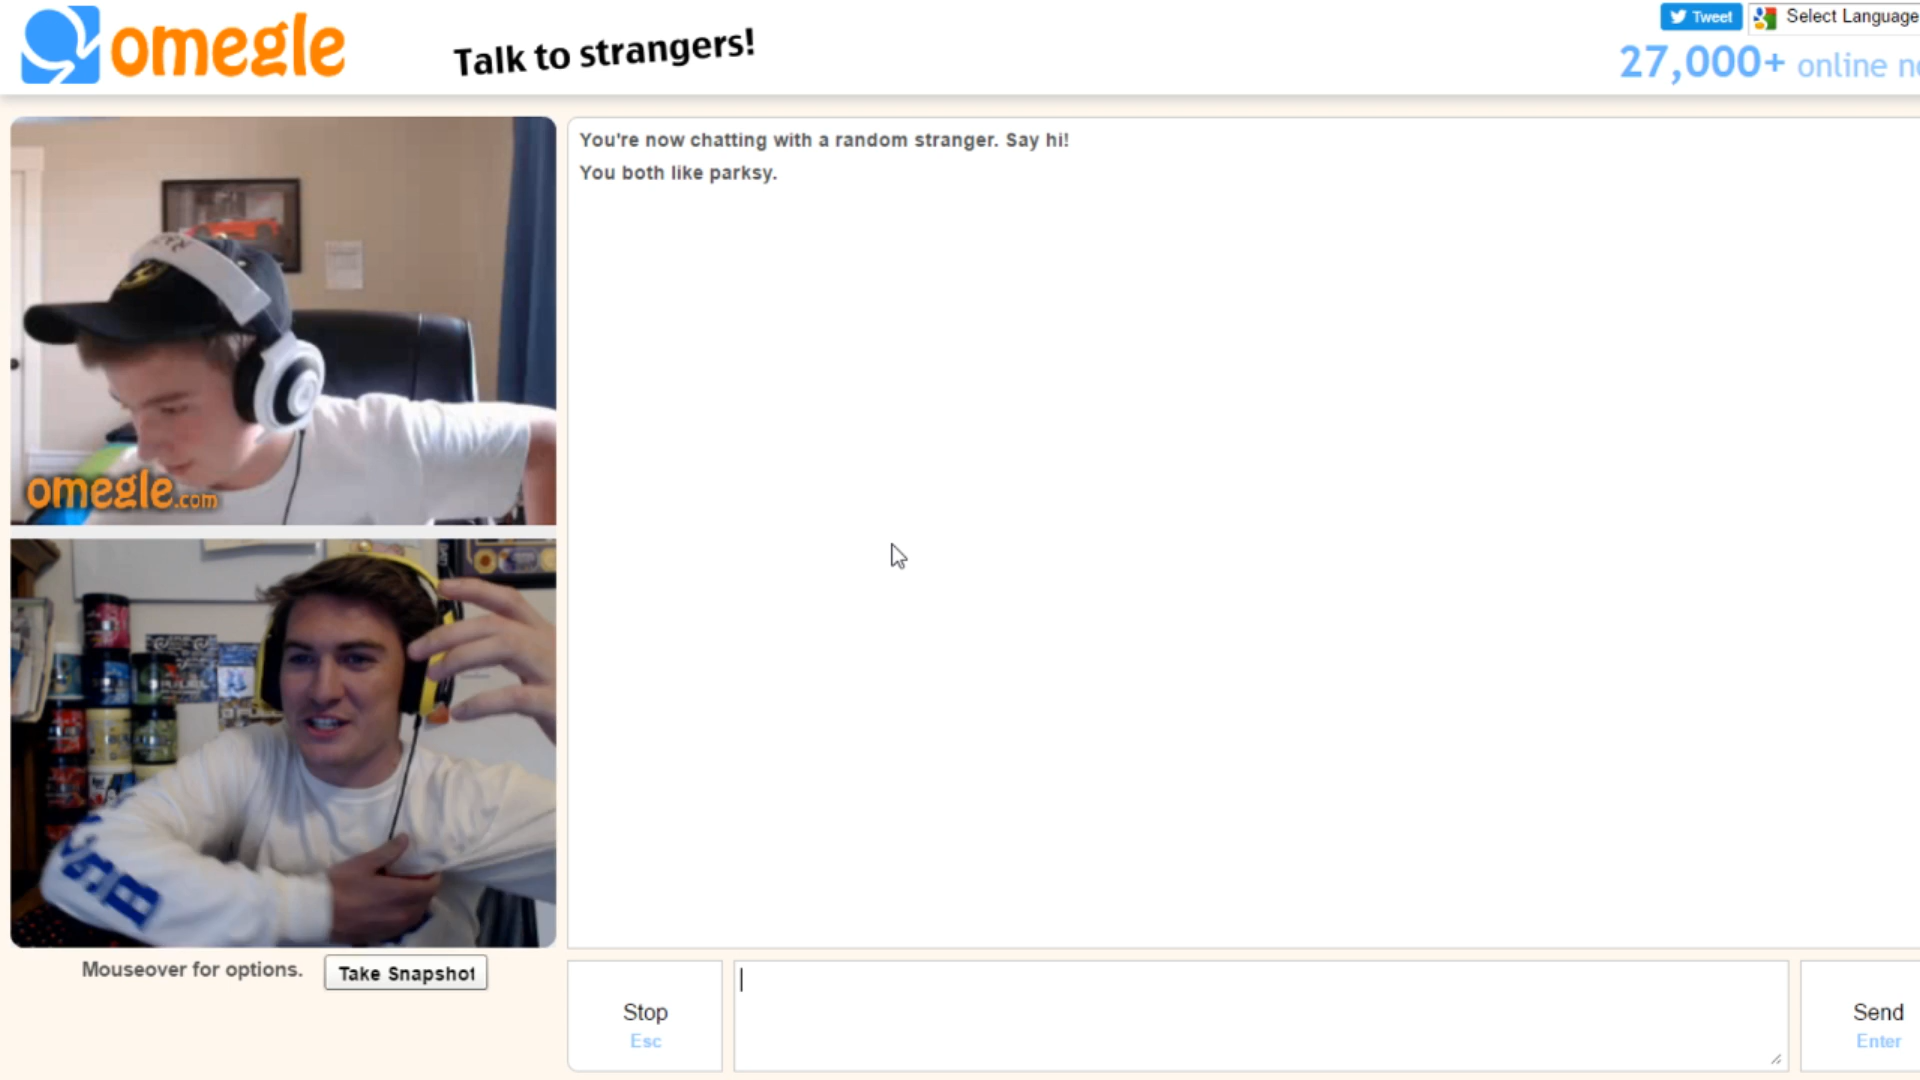 omegle
Talk to strangers!
Tweet
Select Language
27,000+ online
You're now chatting with a random stranger. Say hi!
You both like parksy.
omegle.com
Mouseover for options.
Take Snapshot
Stop
Esc
Send
Enter